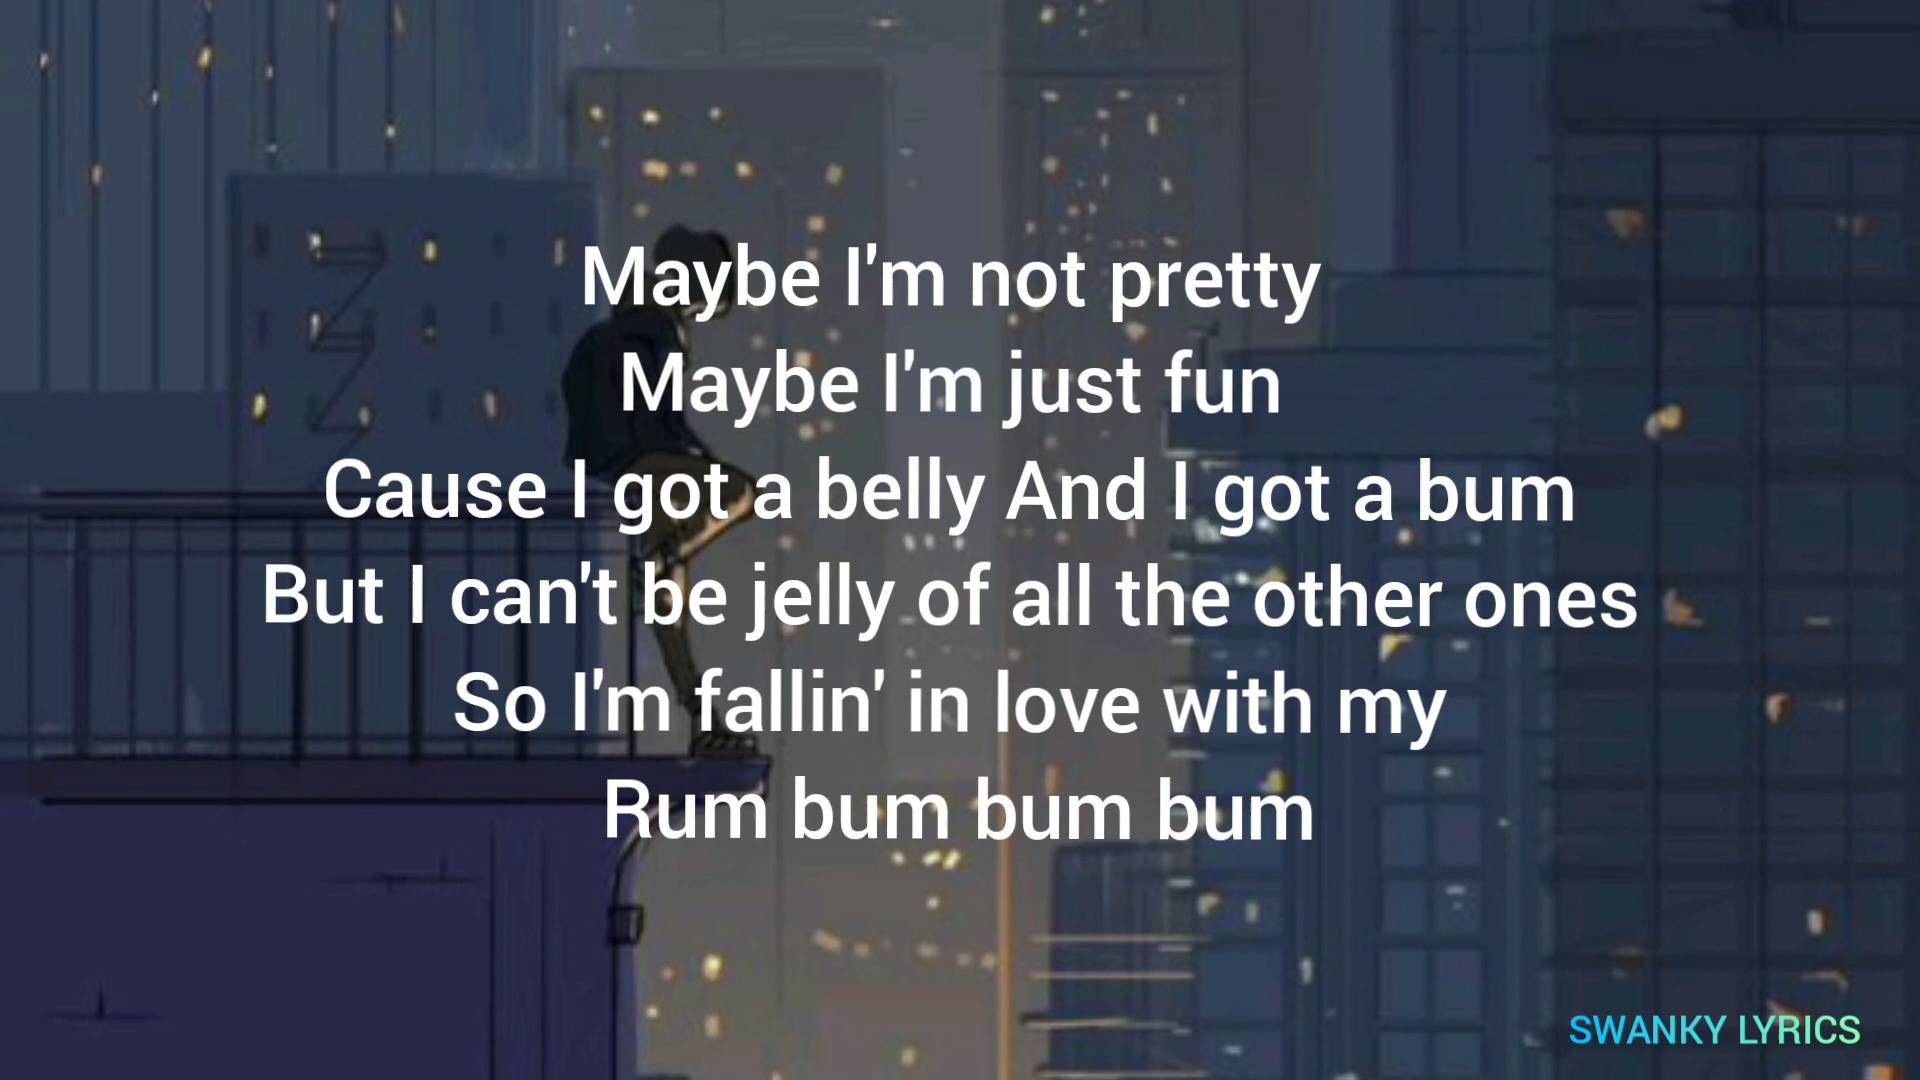 Maybe I'm not pretty
Maybe I'm just fun
Cause I got a belly And I got a bum
But I can't be jelly of all the other ones
So I'm fallin' in love with my
Rum bum bum bum
SWANKY LYRICS